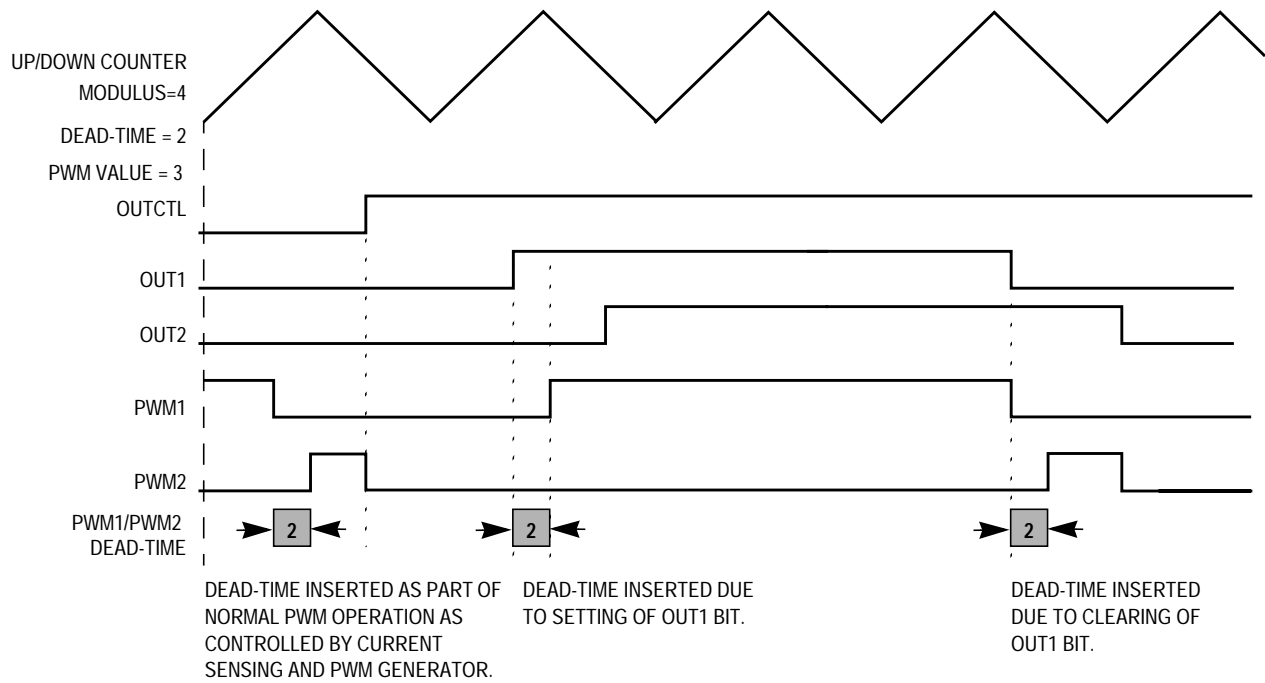 UP/DOWN COUNTER
MODULUS=4
DEAD-TIME = 2
PWM VALUE = 3
OUTCTL
OUT1
OUT2
PWM1
PWM2
PWM1/PWM2
DEAD-TIME
2
2
2
DEAD-TIME INSERTED AS PART OF
NORMAL PWM OPERATION AS
CONTROLLED BY CURRENT
SENSING AND PWM GENERATOR.
DEAD-TIME INSERTED DUE
TO SETTING OF OUT1 BIT.
DEAD-TIME INSERTED
DUE TO CLEARING OF
OUT1 BIT.